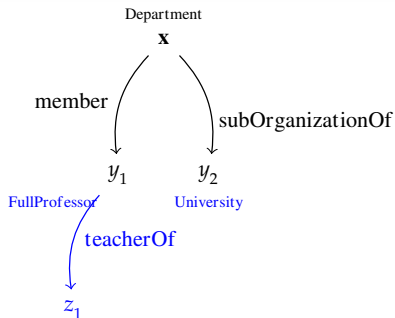 Department
x
member
subOrganizationOf
y1 y2
FullProfessor University
teacherOf
z1